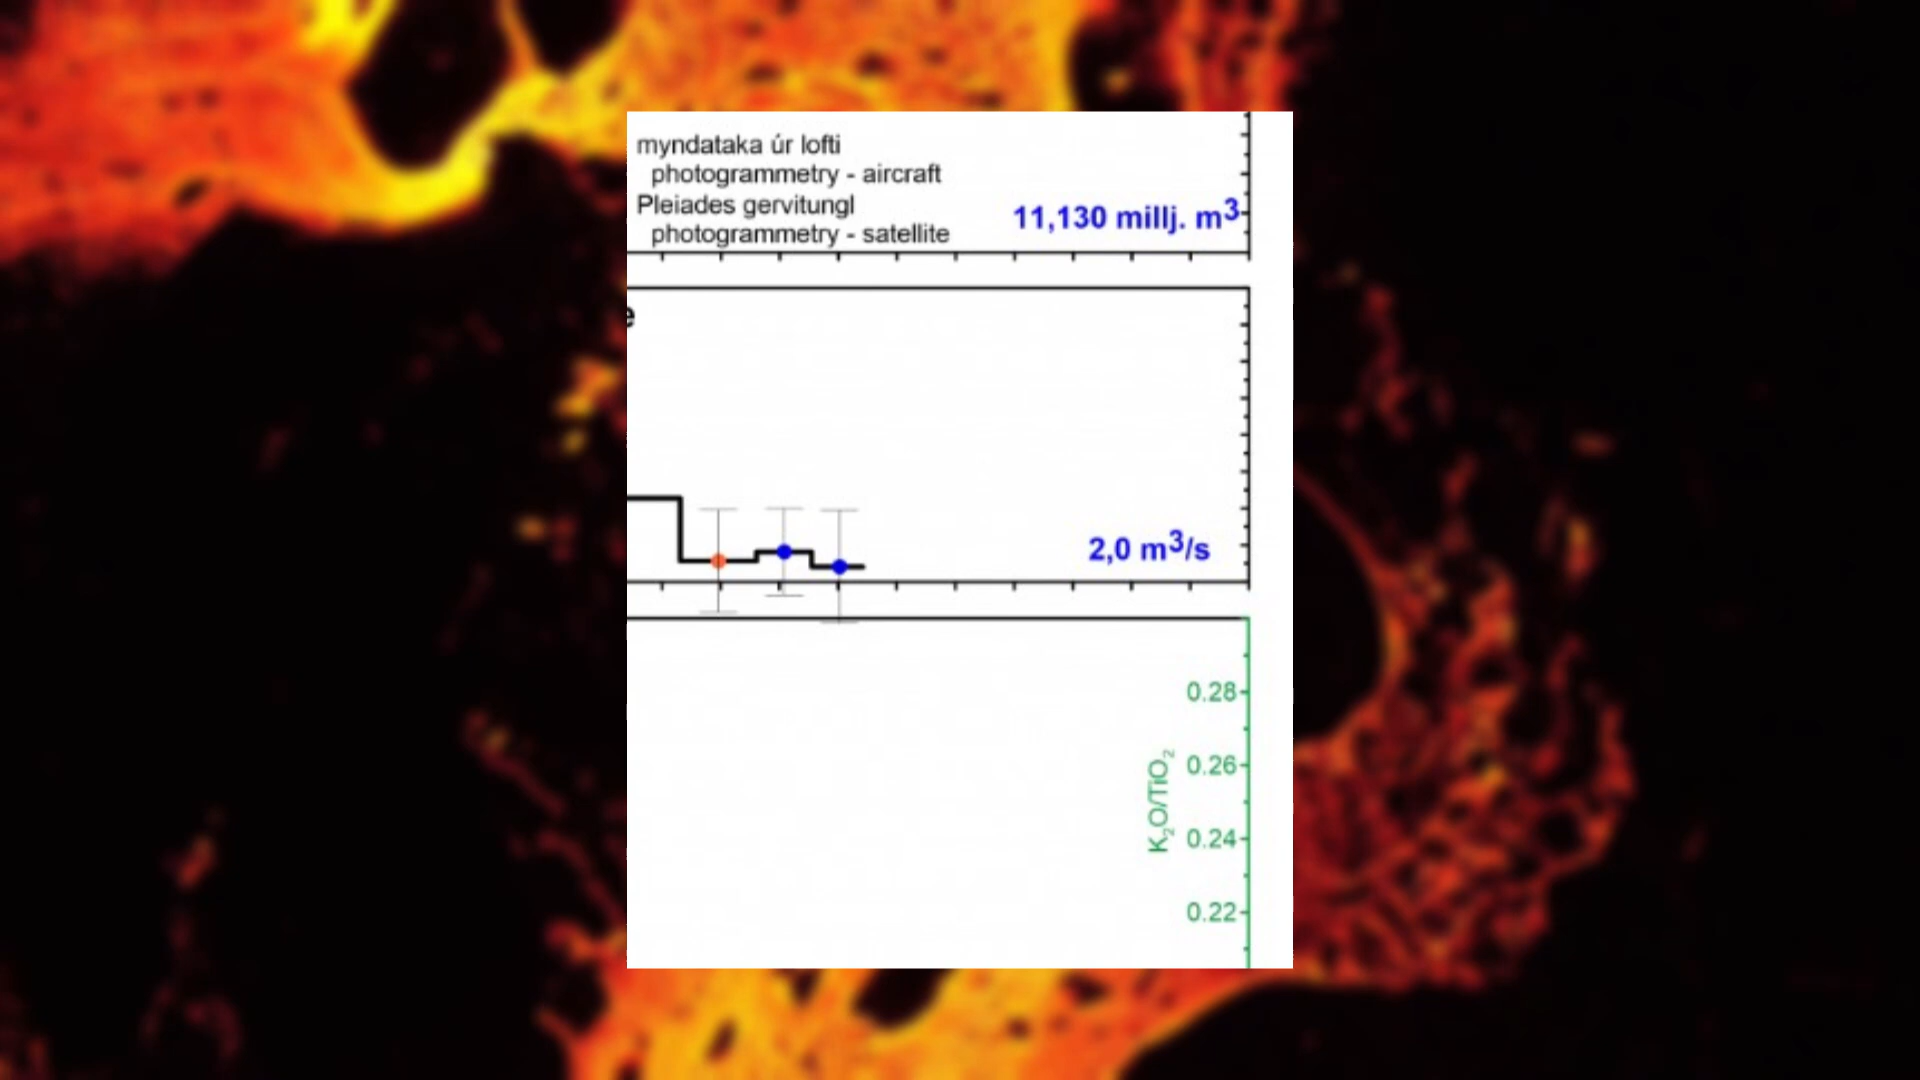 myndataka úr lofti
photogrammetry - aircraft
Pleiades gervitungl
photogrammetry - satellite
11,130 millj. m³
2,0 m³/s
0.28
0.26
0.24
0.22
K₂O/TiO₂